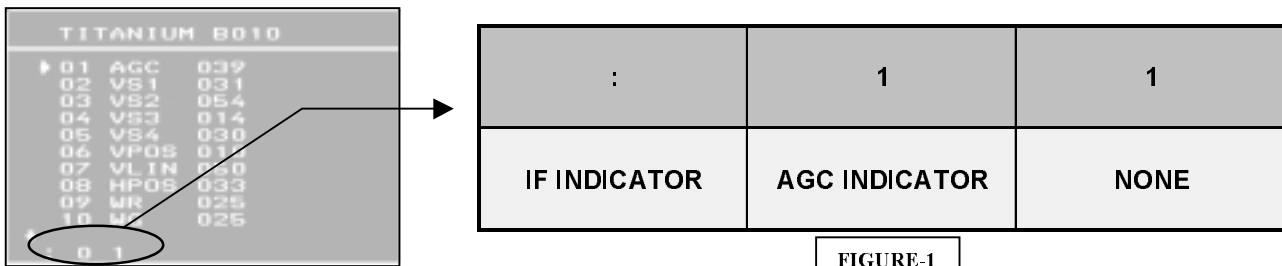 TITANIUM B010
01 AGC 039
02 VS1 031
03 VS2 054
04 VS3 014
05 VS4 030
06 VPOS
07 VLIN
08 HPOS 033
09 WR 025
10 025
: 0 1
: 1 1
IF INDICATOR AGC INDICATOR NONE
FIGURE-1